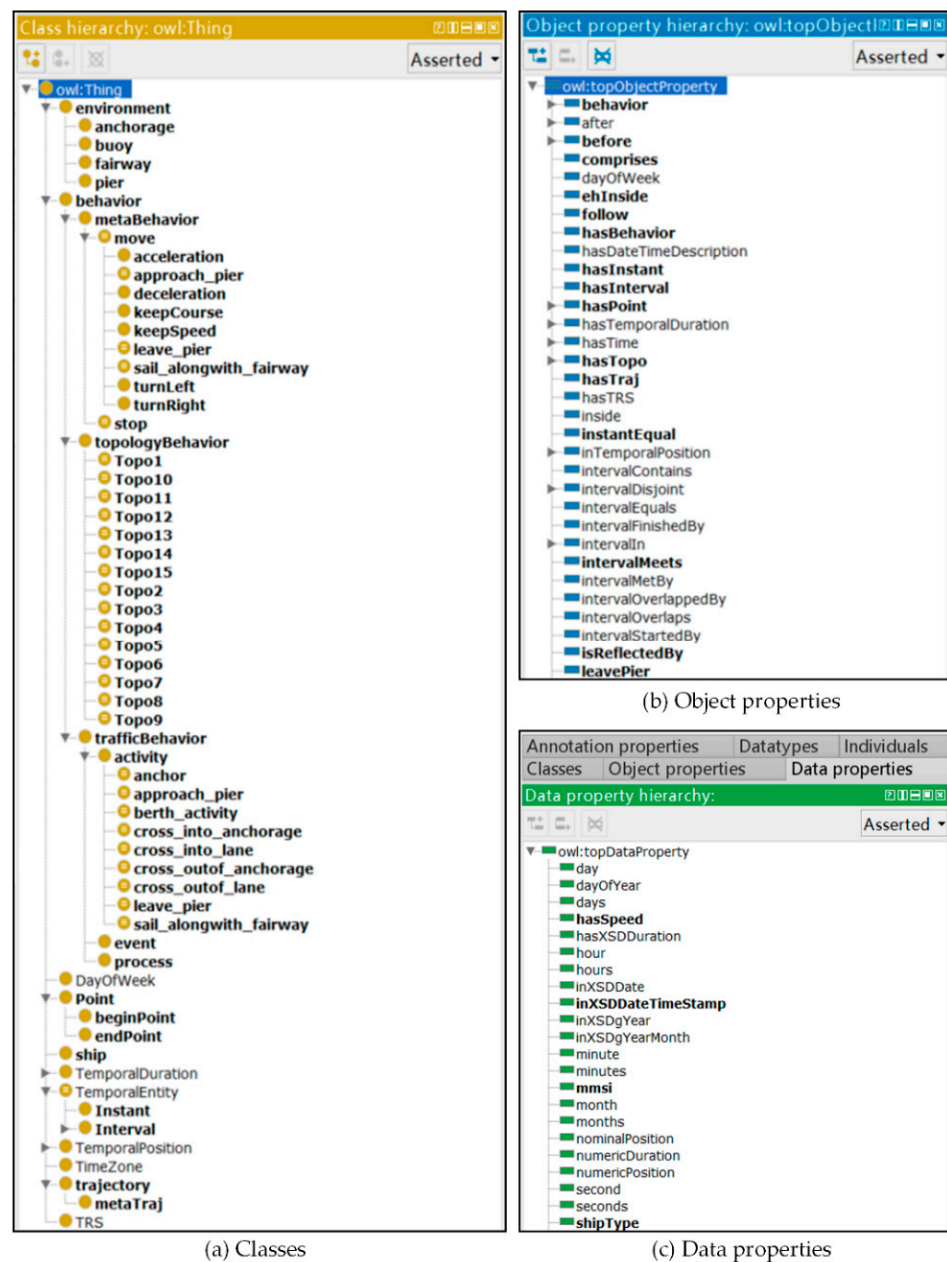 Class hierarchy: owl:Thing
Asserted
owl:Thing
environment
anchorage
buoy
fairway
pier
behavior
metaBehavior
move
acceleration
approach_pier
deceleration
keepCourse
keepSpeed
leave_pier
sail_alongwith_fairway
turnLeft
turnRight
stop
topologyBehavior
Topo1
Topo10
Topo11
Topo12
Topo13
Topo14
Topo15
Topo2
Topo3
Topo4
Topo5
Topo6
Topo7
Topo8
Topo9
trafficBehavior
activity
anchor
approach_pier
berth_activity
cross_into_anchorage
cross_into_lane
cross_outof_anchorage
cross_outof_lane
leave_pier
sail_alongwith_fairway
event
process
DayOfWeek
Point
beginPoint
endPoint
ship
TemporalDuration
TemporalEntity
Instant
Interval
TemporalPosition
TimeZone
trajectory
metaTraj
TRS
(a) Classes
Object property hierarchy: owl:topObject
Asserted
owl:topObjectProperty
behavior
after
before
comprises
dayOfWeek
ehInside
follow
hasBehavior
hasDateTimeDescription
hasInstant
hasInterval
hasPoint
hasTemporalDuration
hasTime
hasTopo
hasTraj
hasTRS
inside
instantEqual
inTemporalPosition
intervalContains
intervalDisjoint
intervalEquals
intervalFinishedBy
intervalIn
intervalMeets
intervalMetBy
intervalOverlappedBy
intervalOverlaps
intervalStartedBy
isReflectedBy
leavePier
(b) Object properties
Annotation properties Datatypes Individuals
Classes Object properties Data properties
Data property hierarchy:
Asserted
owl:topDataProperty
day
dayOfYear
days
hasSpeed
hasXSDDuration
hour
hours
inXSDDate
inXSDDateTimeStamp
inXSDgYear
inXSDgYearMonth
minute
minutes
mmsi
month
months
nominalPosition
numericDuration
numericPosition
second
seconds
shipType
(c) Data properties